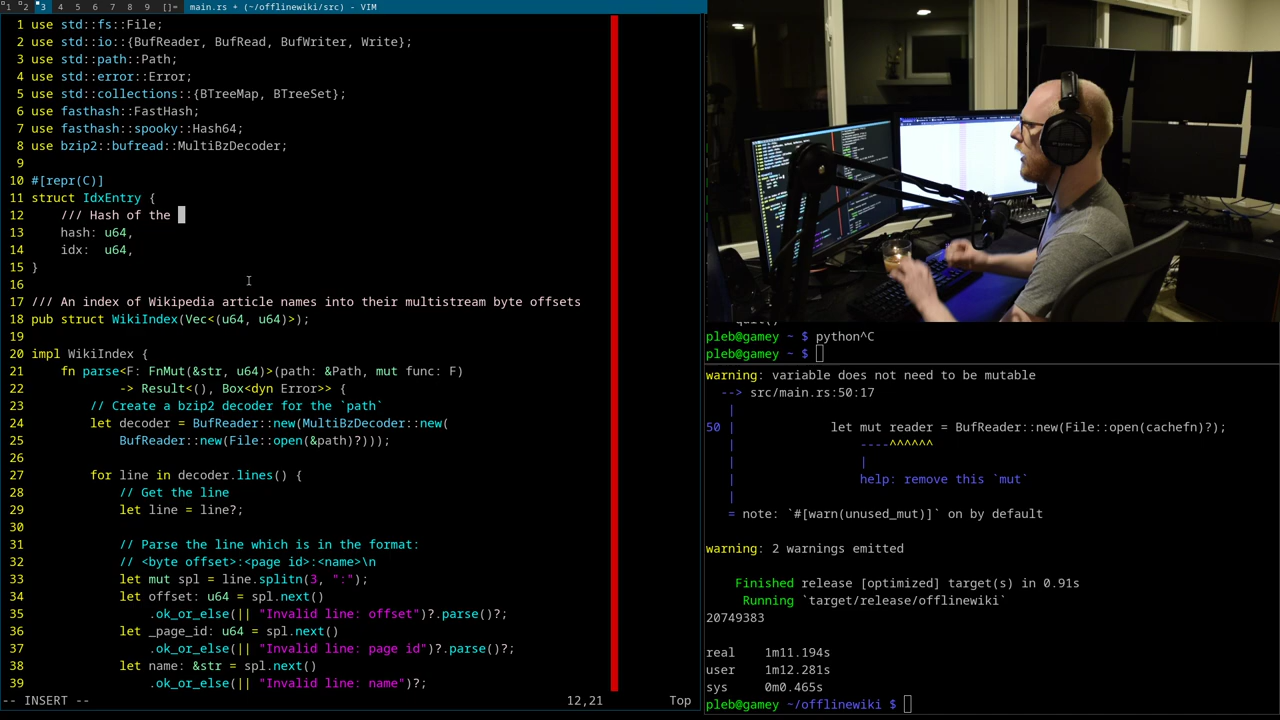 1 2 3 4 5 6 7 8 9 []= main.rs + (~/offlinewiki/src) - VIM
1 use std::fs::File;
2 use std::io::{BufReader, BufRead, BufWriter, Write};
3 use std::path::Path;
4 use std::error::Error;
5 use std::collections::{BTreeMap, BTreeSet};
6 use fasthash::FastHash;
7 use fasthash::spooky::Hash64;
8 use bzip2::bufread::MultiBzDecoder;
9
10 #[repr(C)]
11 struct IdxEntry {
12     /// Hash of the
13     hash: u64,
14     idx:  u64,
15 }
16
17 /// An index of Wikipedia article names into their multistream byte offsets
18 pub struct WikiIndex(Vec<(u64, u64)>);
19
20 impl WikiIndex {
21     fn parse<F: FnMut(&str, u64)>(path: &Path, mut func: F)
22             -> Result<(), Box<dyn Error>> {
23         // Create a bzip2 decoder for the `path`
24         let decoder = BufReader::new(MultiBzDecoder::new(
25             BufReader::new(File::open(&path)?)));
26
27         for line in decoder.lines() {
28             // Get the line
29             let line = line?;
30
31             // Parse the line which is in the format:
32             // <byte offset>:<page id>:<name>\n
33             let mut spl = line.splitn(3, ":");
34             let offset: u64 = spl.next()
35                 .ok_or_else(|| "Invalid line: offset")?.parse()?;
36             let _page_id: u64 = spl.next()
37                 .ok_or_else(|| "Invalid line: page id")?.parse()?;
38             let name: &str = spl.next()
39                 .ok_or_else(|| "Invalid line: name")?;
-- INSERT -- 12,21 Top
pleb@gamey ~ $ python^C
pleb@gamey ~ $
warning: variable does not need to be mutable
--> src/main.rs:50:17
|
50 |             let mut reader = BufReader::new(File::open(cachefn)?);
|                 ----^^^^^^
|                 |
|                 help: remove this `mut`
|
= note: `#[warn(unused_mut)]` on by default
warning: 2 warnings emitted
Finished release [optimized] target(s) in 0.91s
Running `target/release/offlinewiki`
20749383
real    1m11.194s
user    1m12.281s
sys     0m0.465s
pleb@gamey ~/offlinewiki $